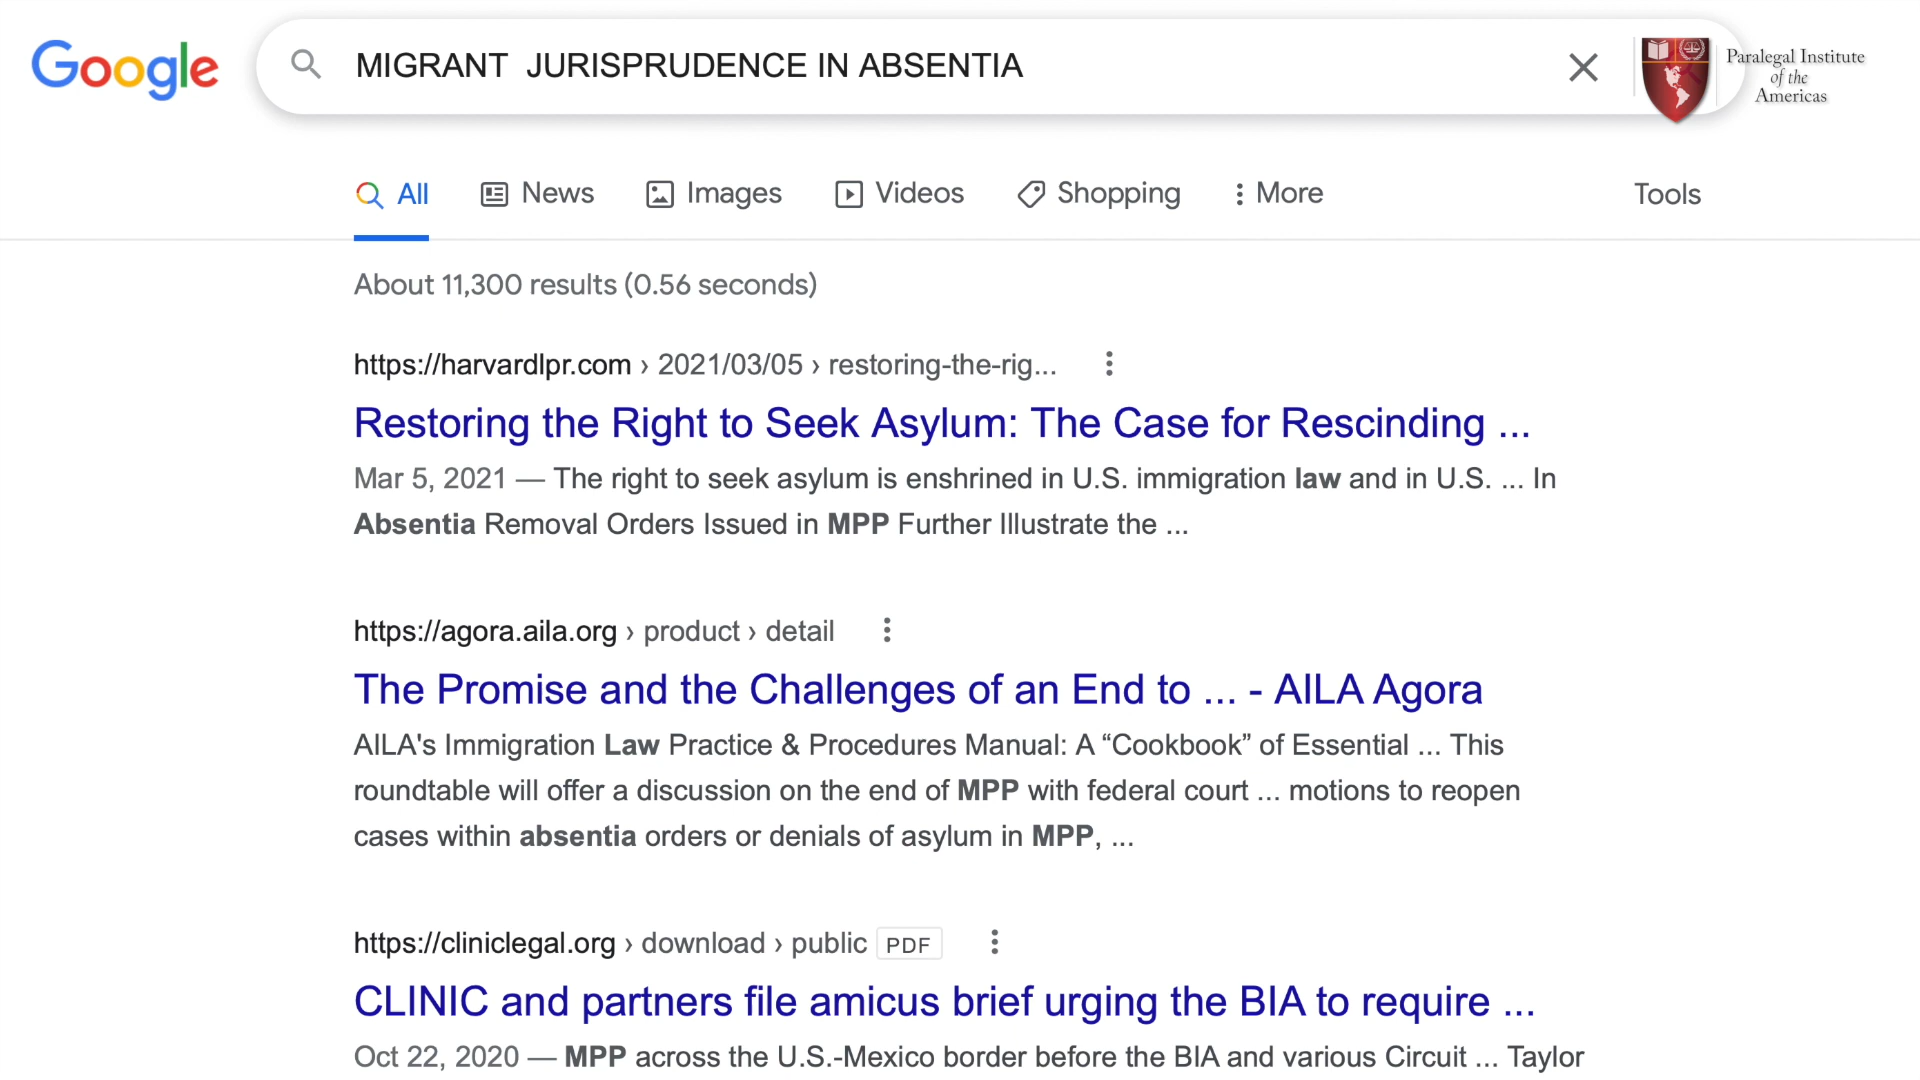 Google
MIGRANT  JURISPRUDENCE IN ABSENTIA
Paralegal Institute
of the
Americas
All News Images Videos Shopping More Tools
About 11,300 results (0.56 seconds)
https://harvardlpr.com › 2021/03/05 › restoring-the-rig...
Restoring the Right to Seek Asylum: The Case for Rescinding ...
Mar 5, 2021 — The right to seek asylum is enshrined in U.S. immigration law and in U.S. ... In
Absentia Removal Orders Issued in MPP Further Illustrate the ...
https://agora.aila.org › product › detail
The Promise and the Challenges of an End to ... - AILA Agora
AILA's Immigration Law Practice & Procedures Manual: A “Cookbook” of Essential ... This
roundtable will offer a discussion on the end of MPP with federal court ... motions to reopen
cases within absentia orders or denials of asylum in MPP, ...
https://cliniclegal.org › download › public PDF
CLINIC and partners file amicus brief urging the BIA to require ...
Oct 22, 2020 — MPP across the U.S.-Mexico border before the BIA and various Circuit ... Taylor